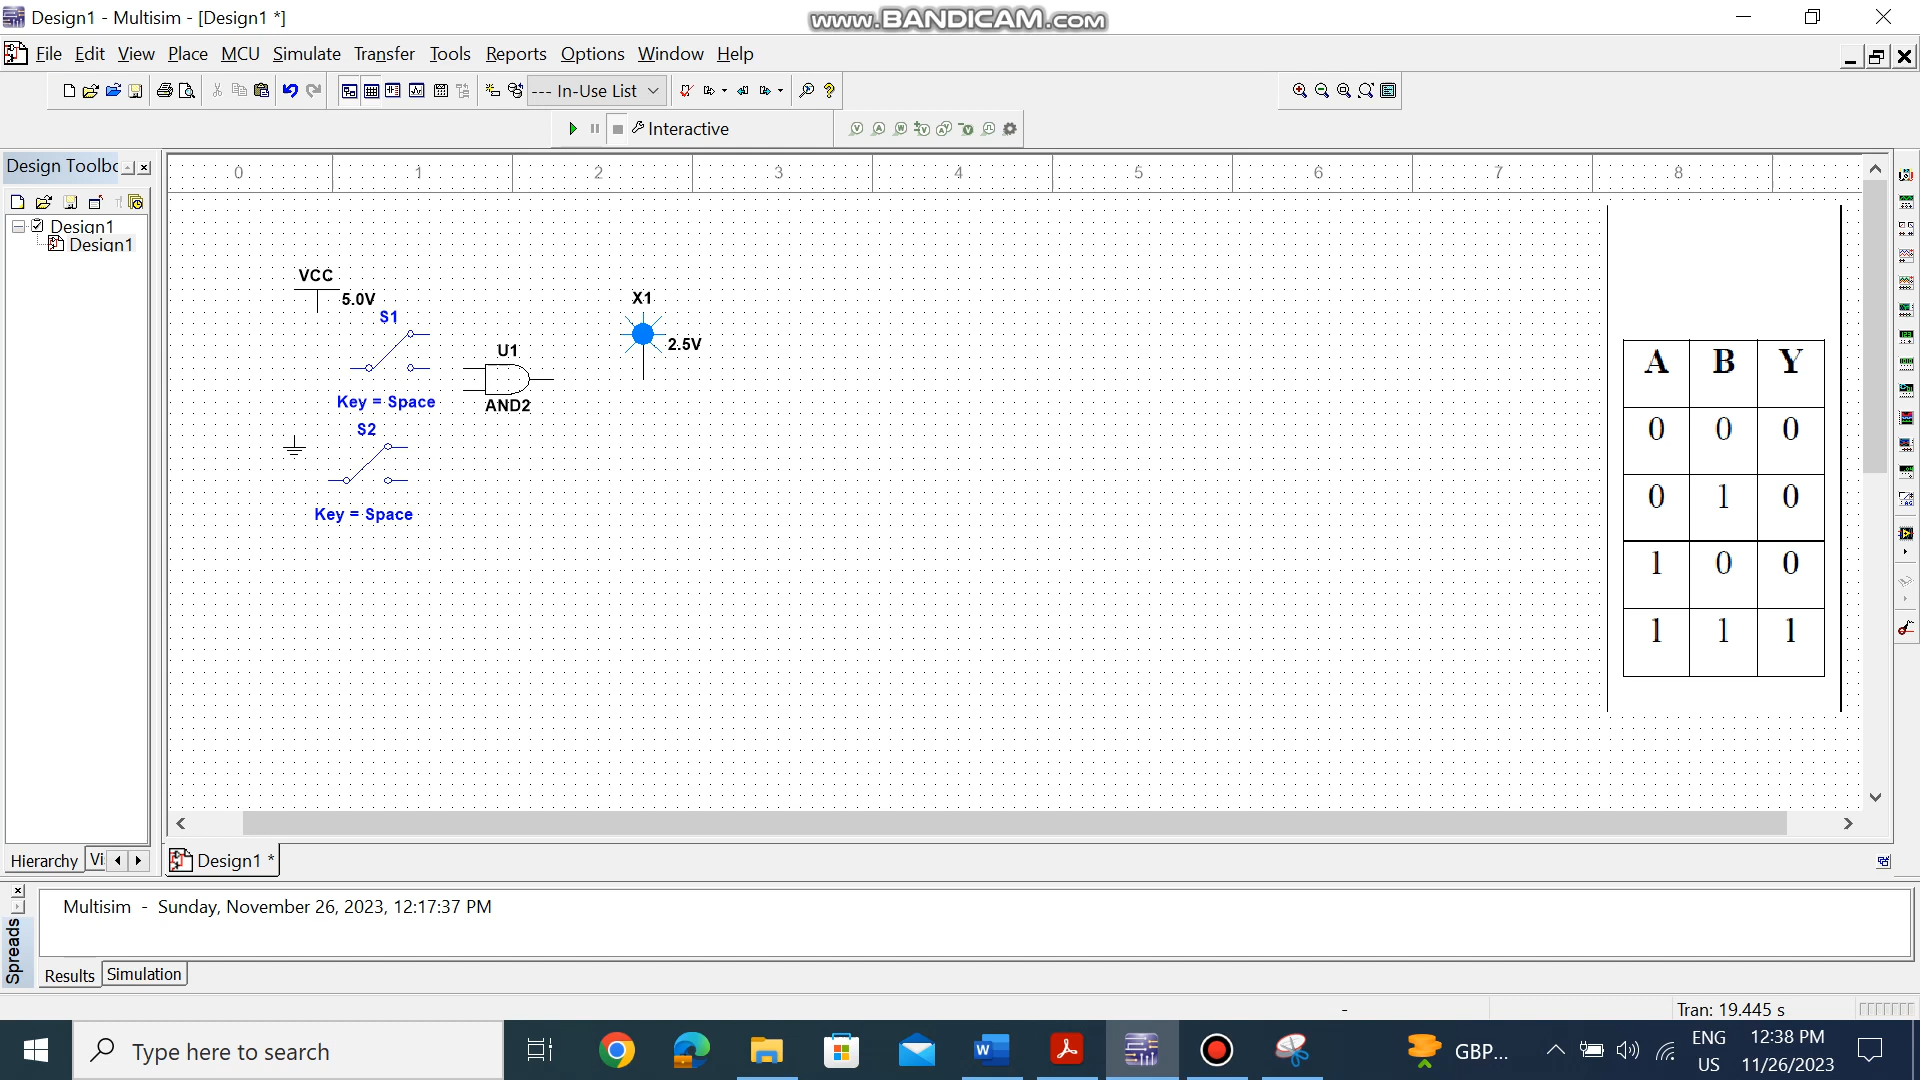 Design1 - Multisim - [Design1 *]
www.BANDICAM.com
File Edit View Place MCU Simulate Transfer Tools Reports Options Window Help
--- In-Use List
Interactive
Design Toolbo
0 1 2 3 4 5 6 7 8
Design1
Design1
VCC
5.0V
S1
Key = Space
S2
Key = Space
U1
AND2
X1
2.5V
A B Y
0 0 0
0 1 0
1 0 0
1 1 1
Hierarchy Vi
Design1 *
Multisim - Sunday, November 26, 2023, 12:17:37 PM
Spreads
Results Simulation
- Tran: 19.445 s
Type here to search
GBP...
ENG
US
12:38 PM
11/26/2023